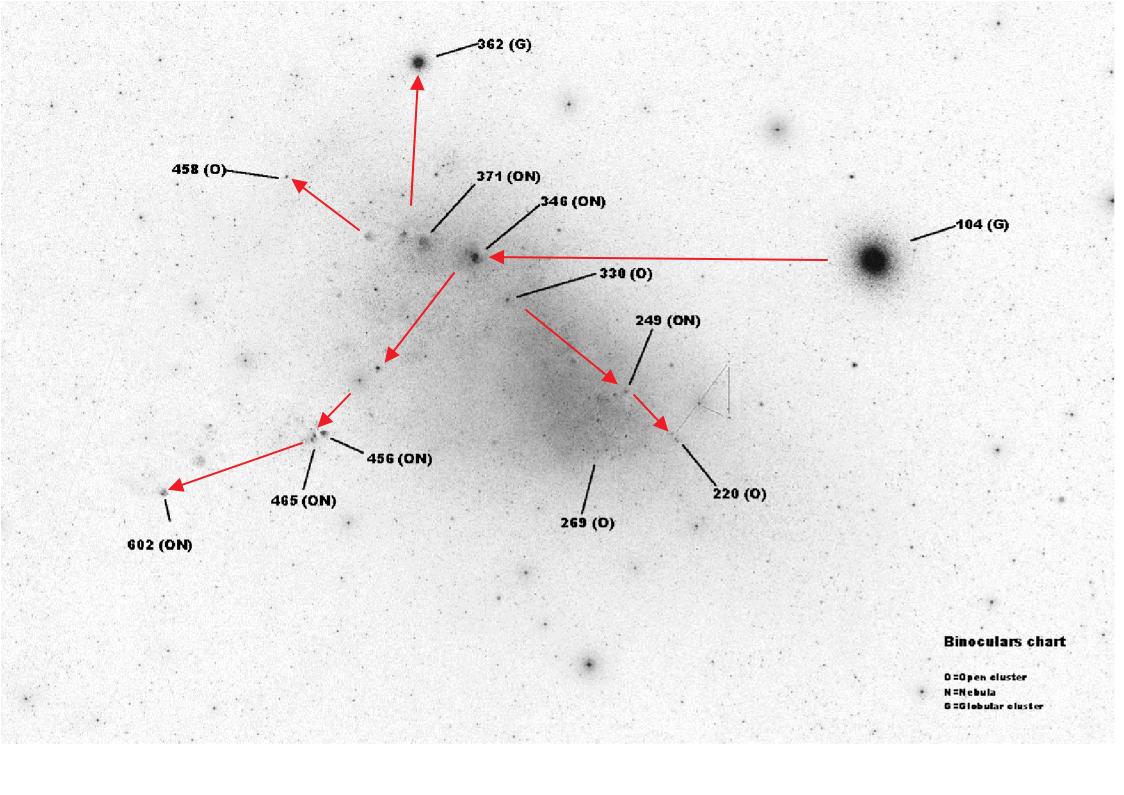 362 (G)
458 (O)
371 (ON)
346 (ON)
104 (G)
330 (O)
249 (ON)
456 (ON)
465 (ON)
220 (O)
269 (O)
602 (ON)
Binoculars chart
O=Open cluster
N=Nebula
G=Globular cluster